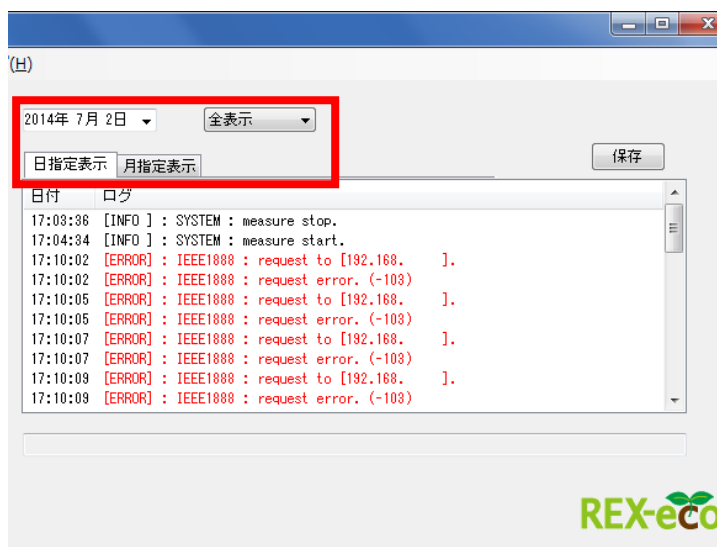 (H)
2014年 7月 2日
全表示
日指定表示 月指定表示
保存
日付 ログ
17:03:36 [INFO ] : SYSTEM : measure stop.
17:04:34 [INFO ] : SYSTEM : measure start.
17:10:02 [ERROR] : IEEE1888 : request to [192.168. ].
17:10:02 [ERROR] : IEEE1888 : request error. (-103)
17:10:05 [ERROR] : IEEE1888 : request to [192.168. ].
17:10:05 [ERROR] : IEEE1888 : request error. (-103)
17:10:07 [ERROR] : IEEE1888 : request to [192.168. ].
17:10:07 [ERROR] : IEEE1888 : request error. (-103)
17:10:09 [ERROR] : IEEE1888 : request to [192.168. ].
17:10:09 [ERROR] : IEEE1888 : request error. (-103)
REX-eco